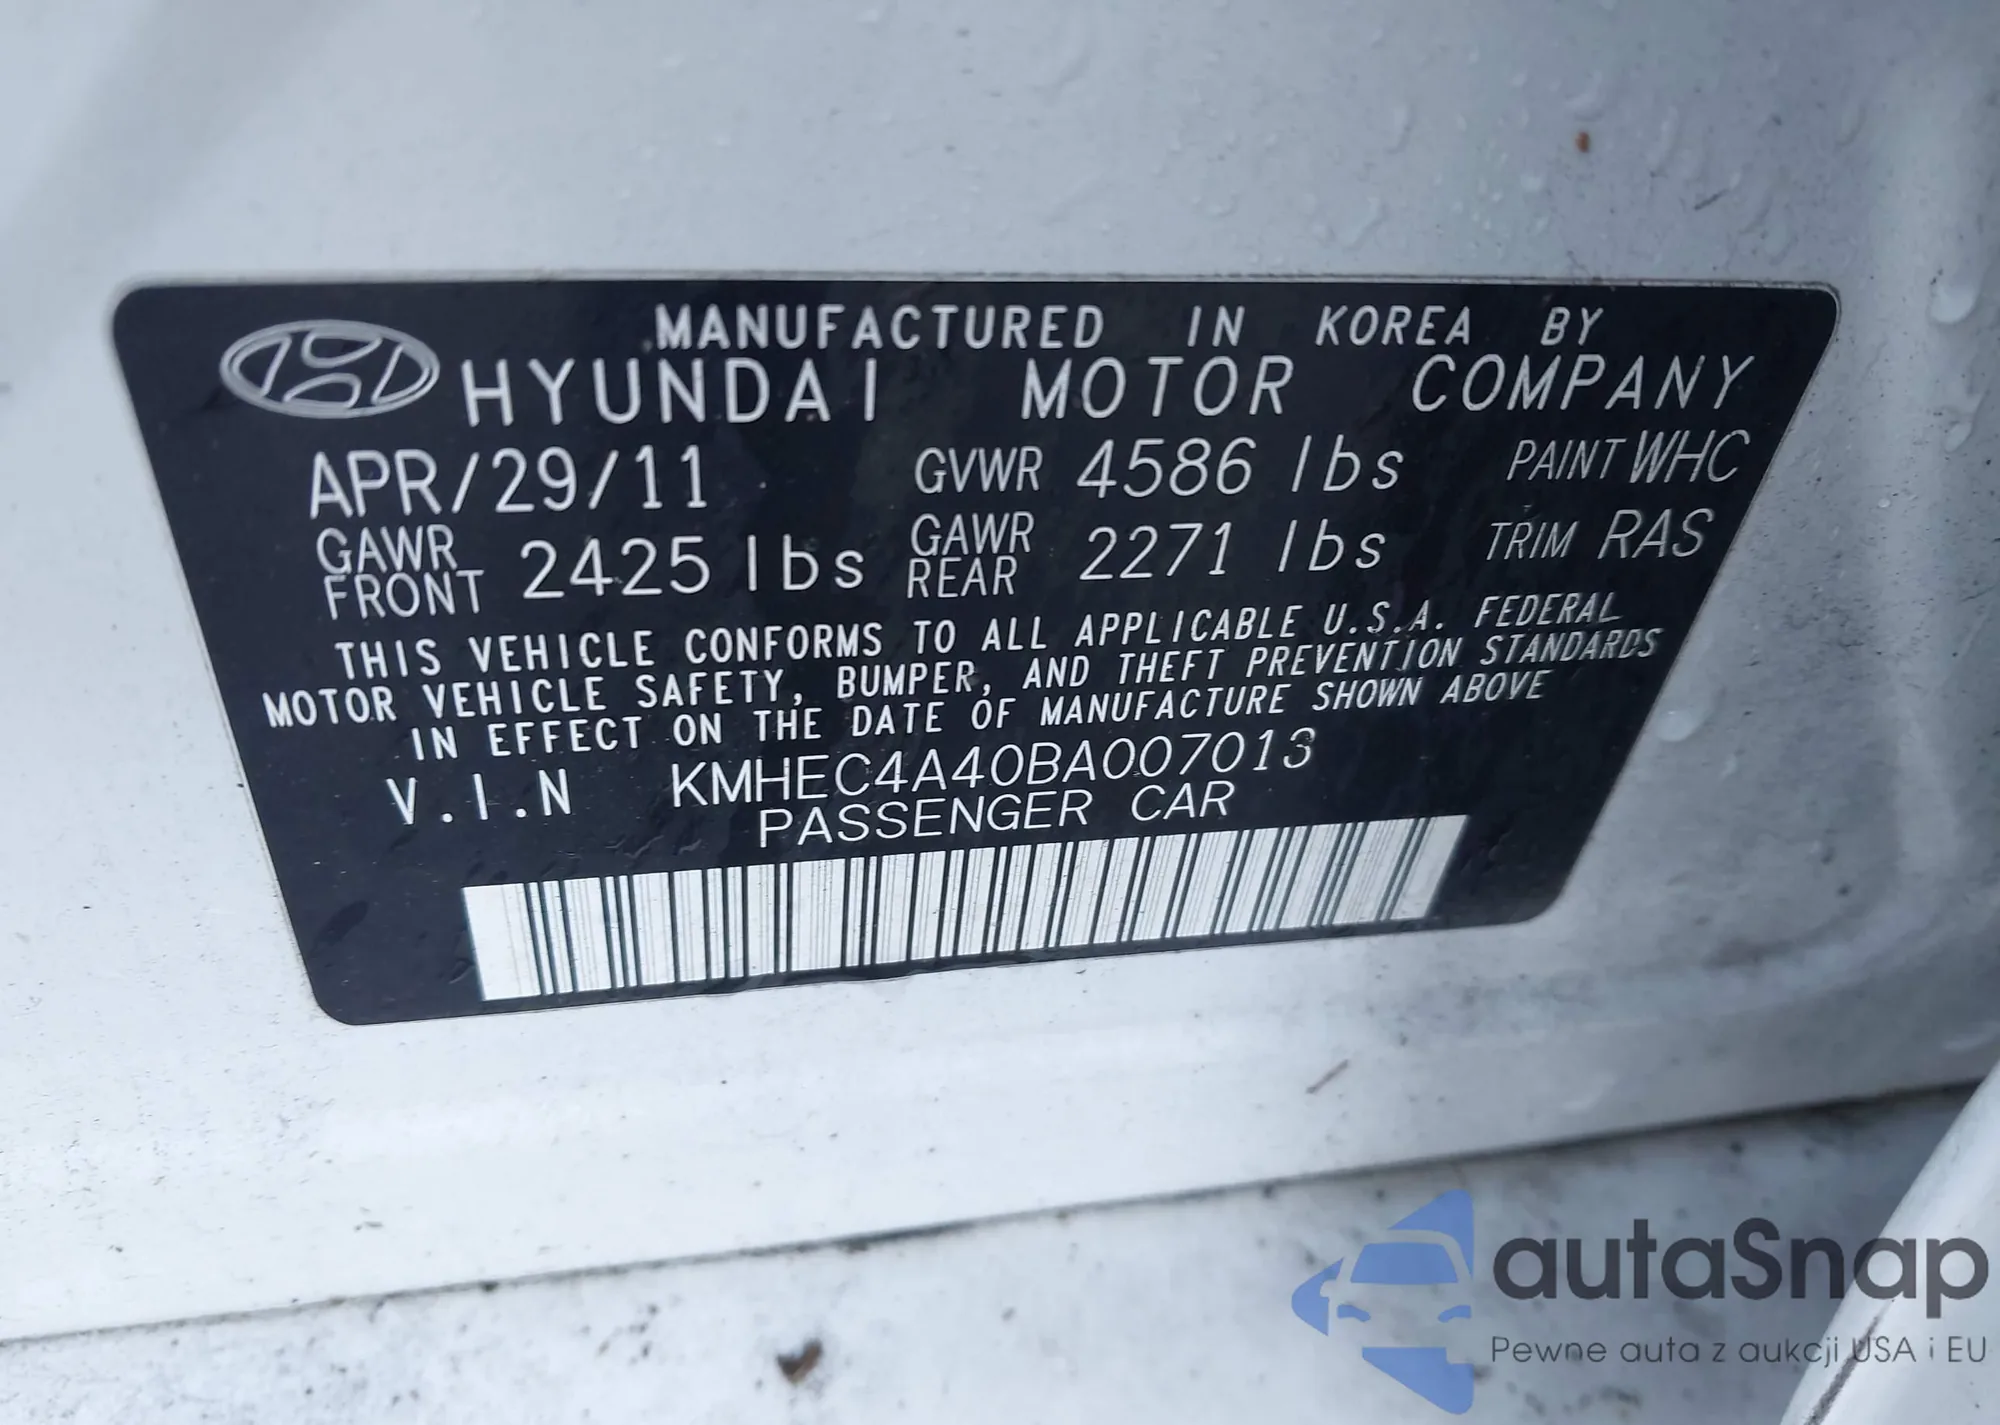 MANUFACTURED IN KOREA BY
HYUNDAI MOTOR COMPANY
APR/29/11 GVWR 4586 lbs PAINT WHC
GAWR FRONT 2425 lbs GAWR REAR 2271 lbs TRIM RAS
THIS VEHICLE CONFORMS TO ALL APPLICABLE U.S.A. FEDERAL
MOTOR VEHICLE SAFETY, BUMPER, AND THEFT PREVENTION STANDARDS
IN EFFECT ON THE DATE OF MANUFACTURE SHOWN ABOVE
V.I.N KMHEC4A40BA007013
PASSENGER CAR
autaSnap
Pewne auta z aukcji USA i EU